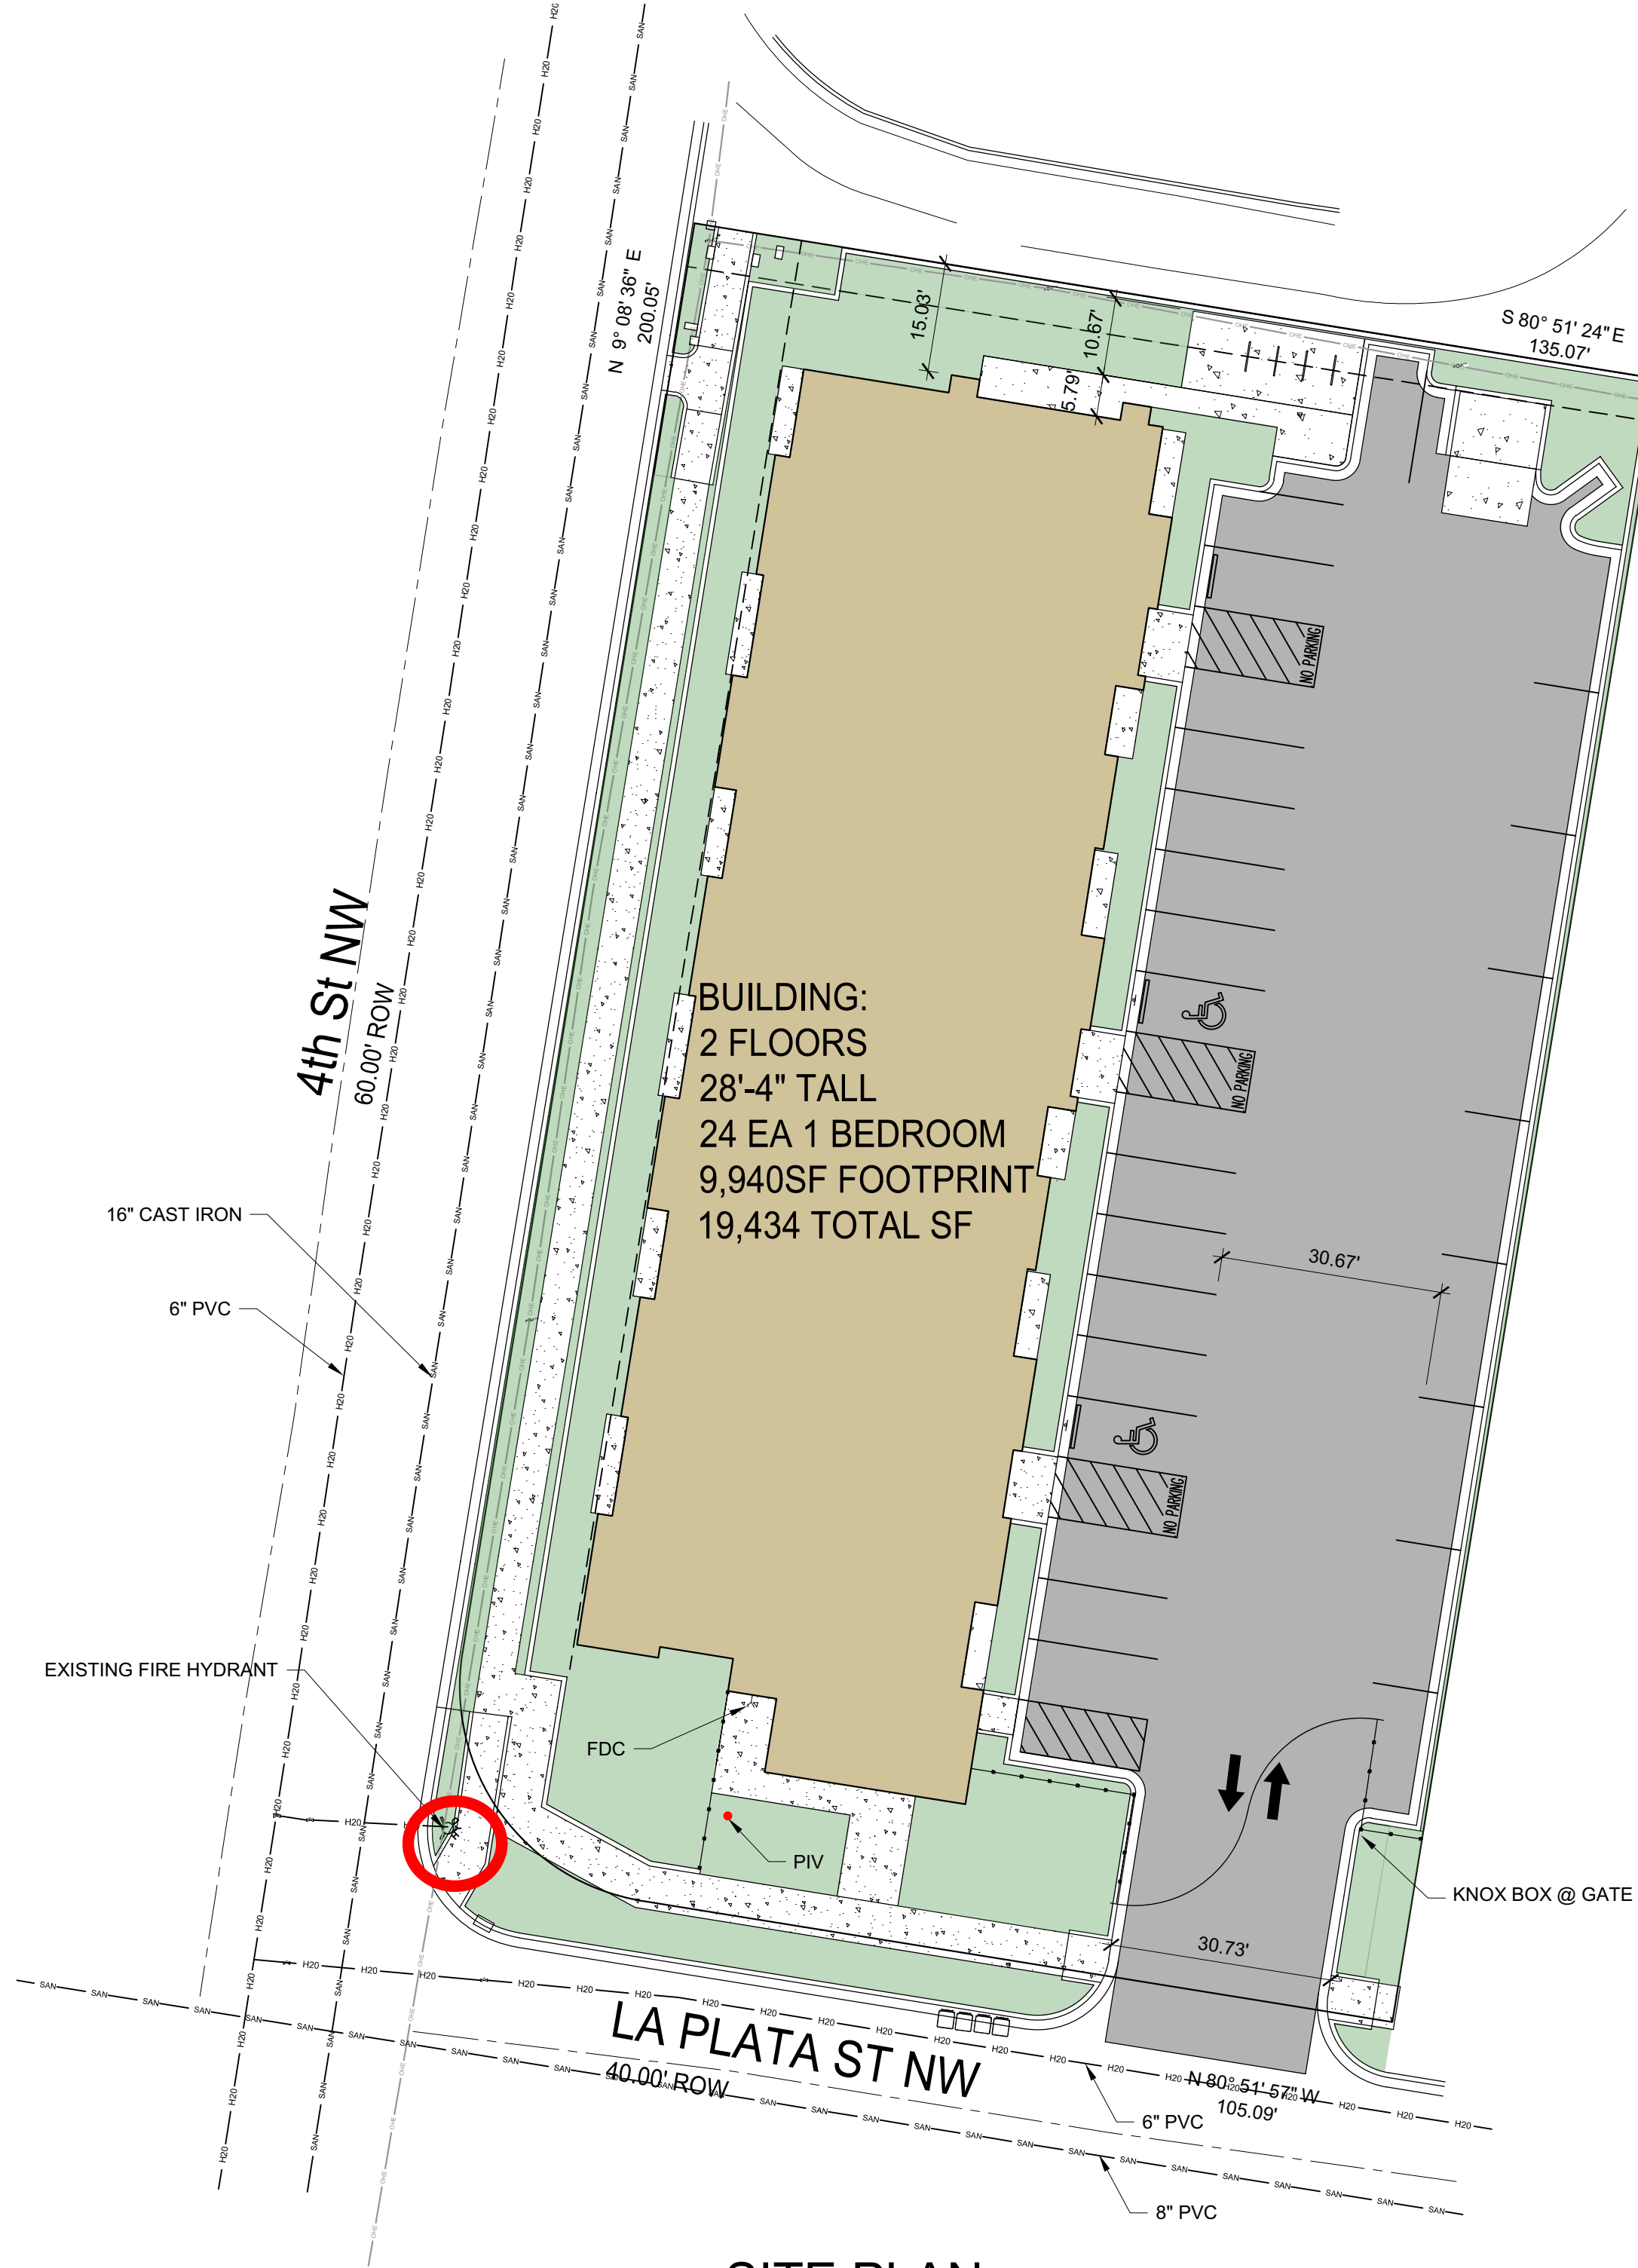 N 9° 08' 36" E
200.05'
S 80° 51' 24" E
135.07'
15.03'
10.67'
5.79'
NO PARKING
4th St NW
60.00' ROW
BUILDING:
2 FLOORS
28'-4" TALL
24 EA 1 BEDROOM
9,940SF FOOTPRINT
19,434 TOTAL SF
NO PARKING
16" CAST IRON
6" PVC
30.67'
NO PARKING
EXISTING FIRE HYDRANT
FDC
PIV
KNOX BOX @ GATE
30.73'
LA PLATA ST NW
40.00' ROW
N 80° 51' 57" W
105.09'
6" PVC
8" PVC
H20
SAN
OHE
SITE PLAN